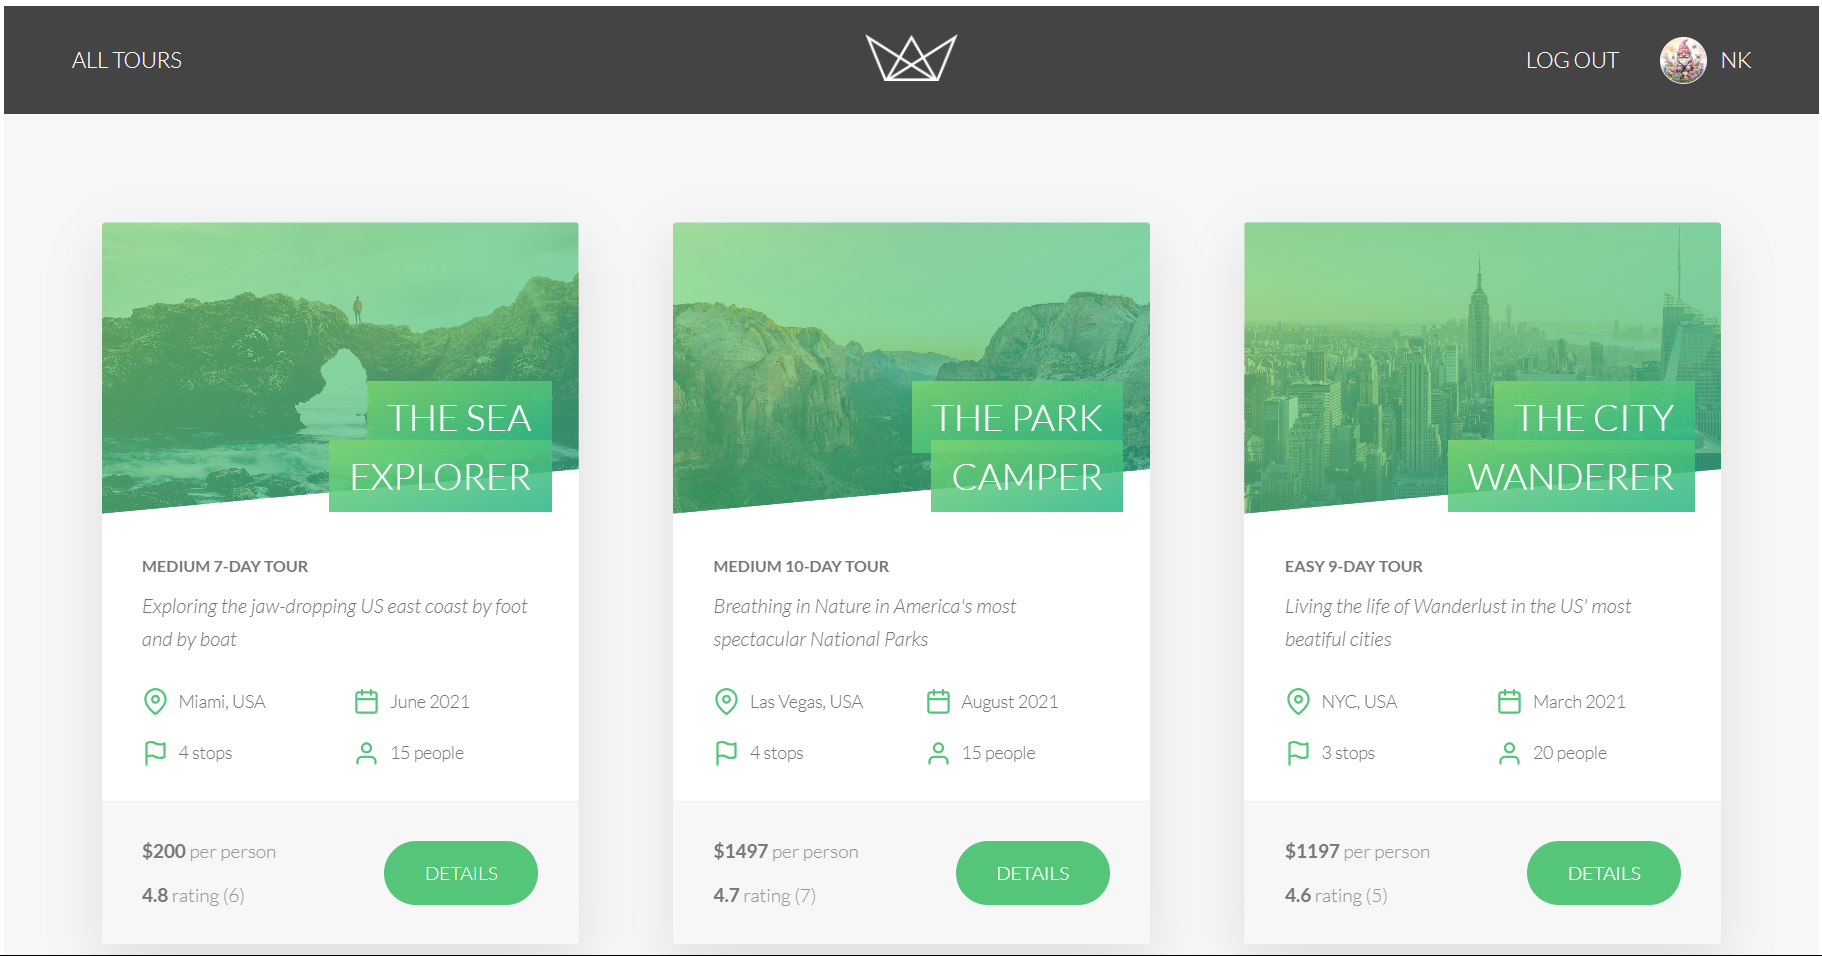 ALL TOURS
LOG OUT
NK
THE SEA
EXPLORER
MEDIUM 7-DAY TOUR
Exploring the jaw-dropping US east coast by foot
and by boat
Miami, USA
June 2021
4 stops
15 people
$200 per person
4.8 rating (6)
DETAILS
THE PARK
CAMPER
MEDIUM 10-DAY TOUR
Breathing in Nature in America's most
spectacular National Parks
Las Vegas, USA
August 2021
4 stops
15 people
$1497 per person
4.7 rating (7)
DETAILS
THE CITY
WANDERER
EASY 9-DAY TOUR
Living the life of Wanderlust in the US' most
beatiful cities
NYC, USA
March 2021
3 stops
20 people
$1197 per person
4.6 rating (5)
DETAILS